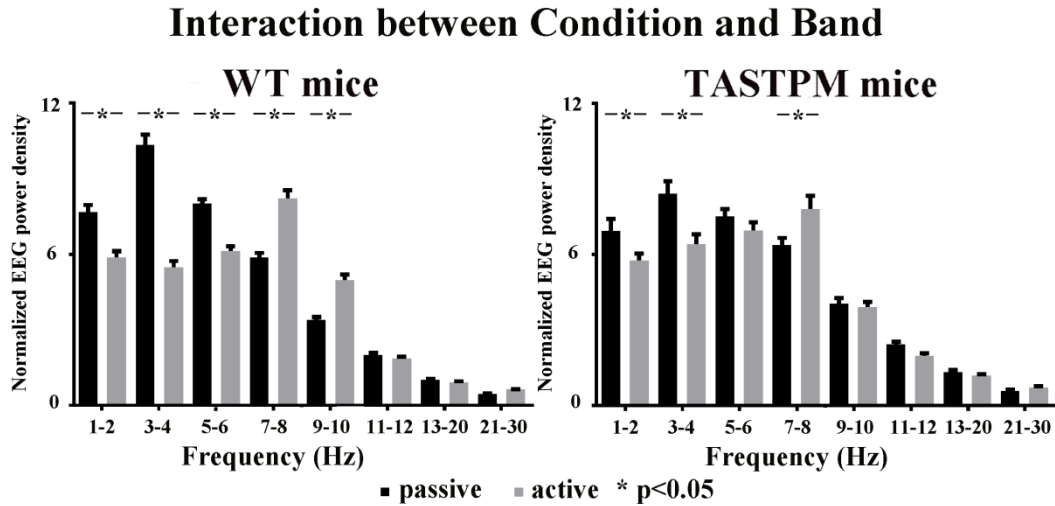 Interaction between Condition and Band
WT mice
TASTPM mice
Normalized EEG power density
12
6
0
-*- -*- -*- -*- -*-
1-2 3-4 5-6 7-8 9-10 11-12 13-20 21-30
Frequency (Hz)
Normalized EEG power density
12
6
0
-*- -*- -*-
1-2 3-4 5-6 7-8 9-10 11-12 13-20 21-30
Frequency (Hz)
passive active * p<0.05